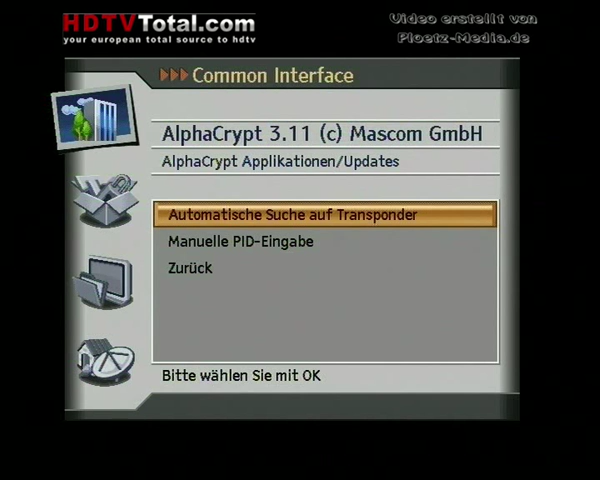 HDTVTotal.com
your european total source to hdtv
Video erstellt von
Ploetz-Media.de
Common Interface
AlphaCrypt 3.11 (c) Mascom GmbH
AlphaCrypt Applikationen/Updates
Automatische Suche auf Transponder
Manuelle PID-Eingabe
Zurück
Bitte wählen Sie mit OK